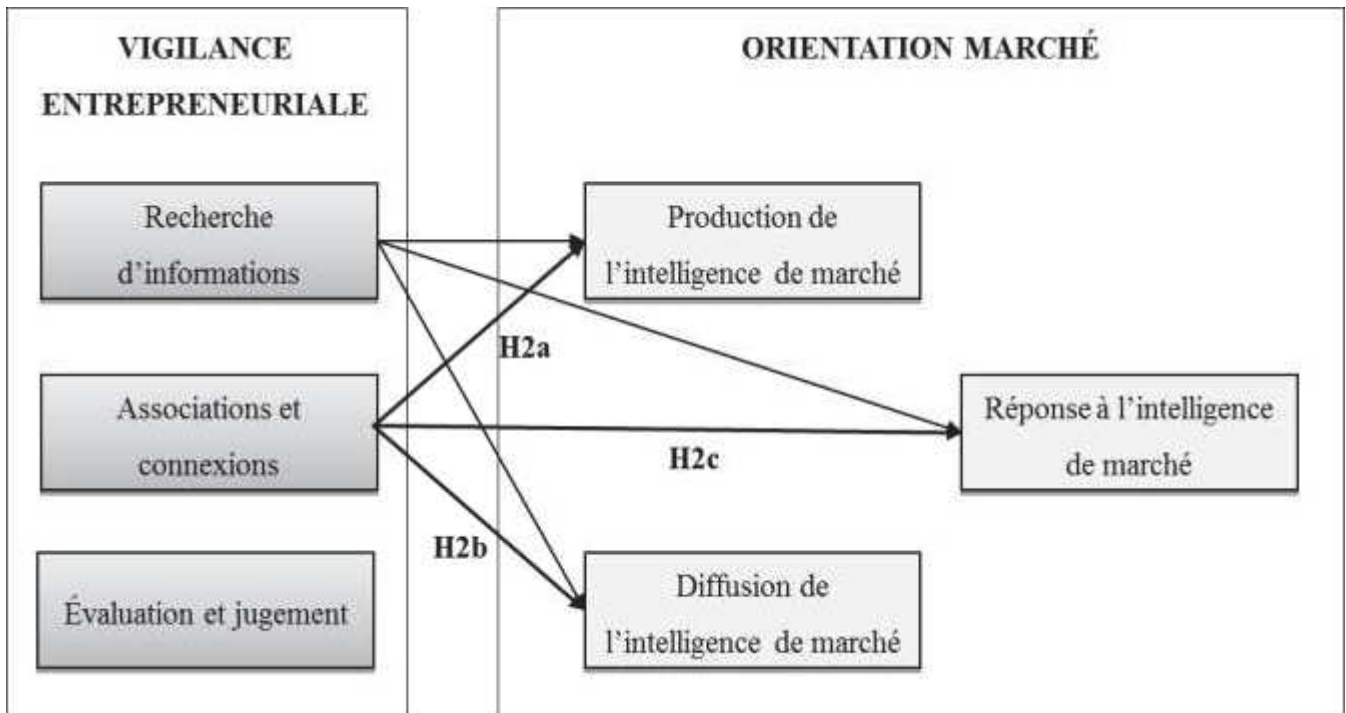 VIGILANCE
ENTREPRENEURIALE
Recherche
d’informations
Associations et
connexions
Évaluation et jugement
ORIENTATION MARCHÉ
Production de
l’intelligence de marché
H2a
H2c
Réponse à l’intelligence
de marché
H2b
Diffusion de
l’intelligence de marché